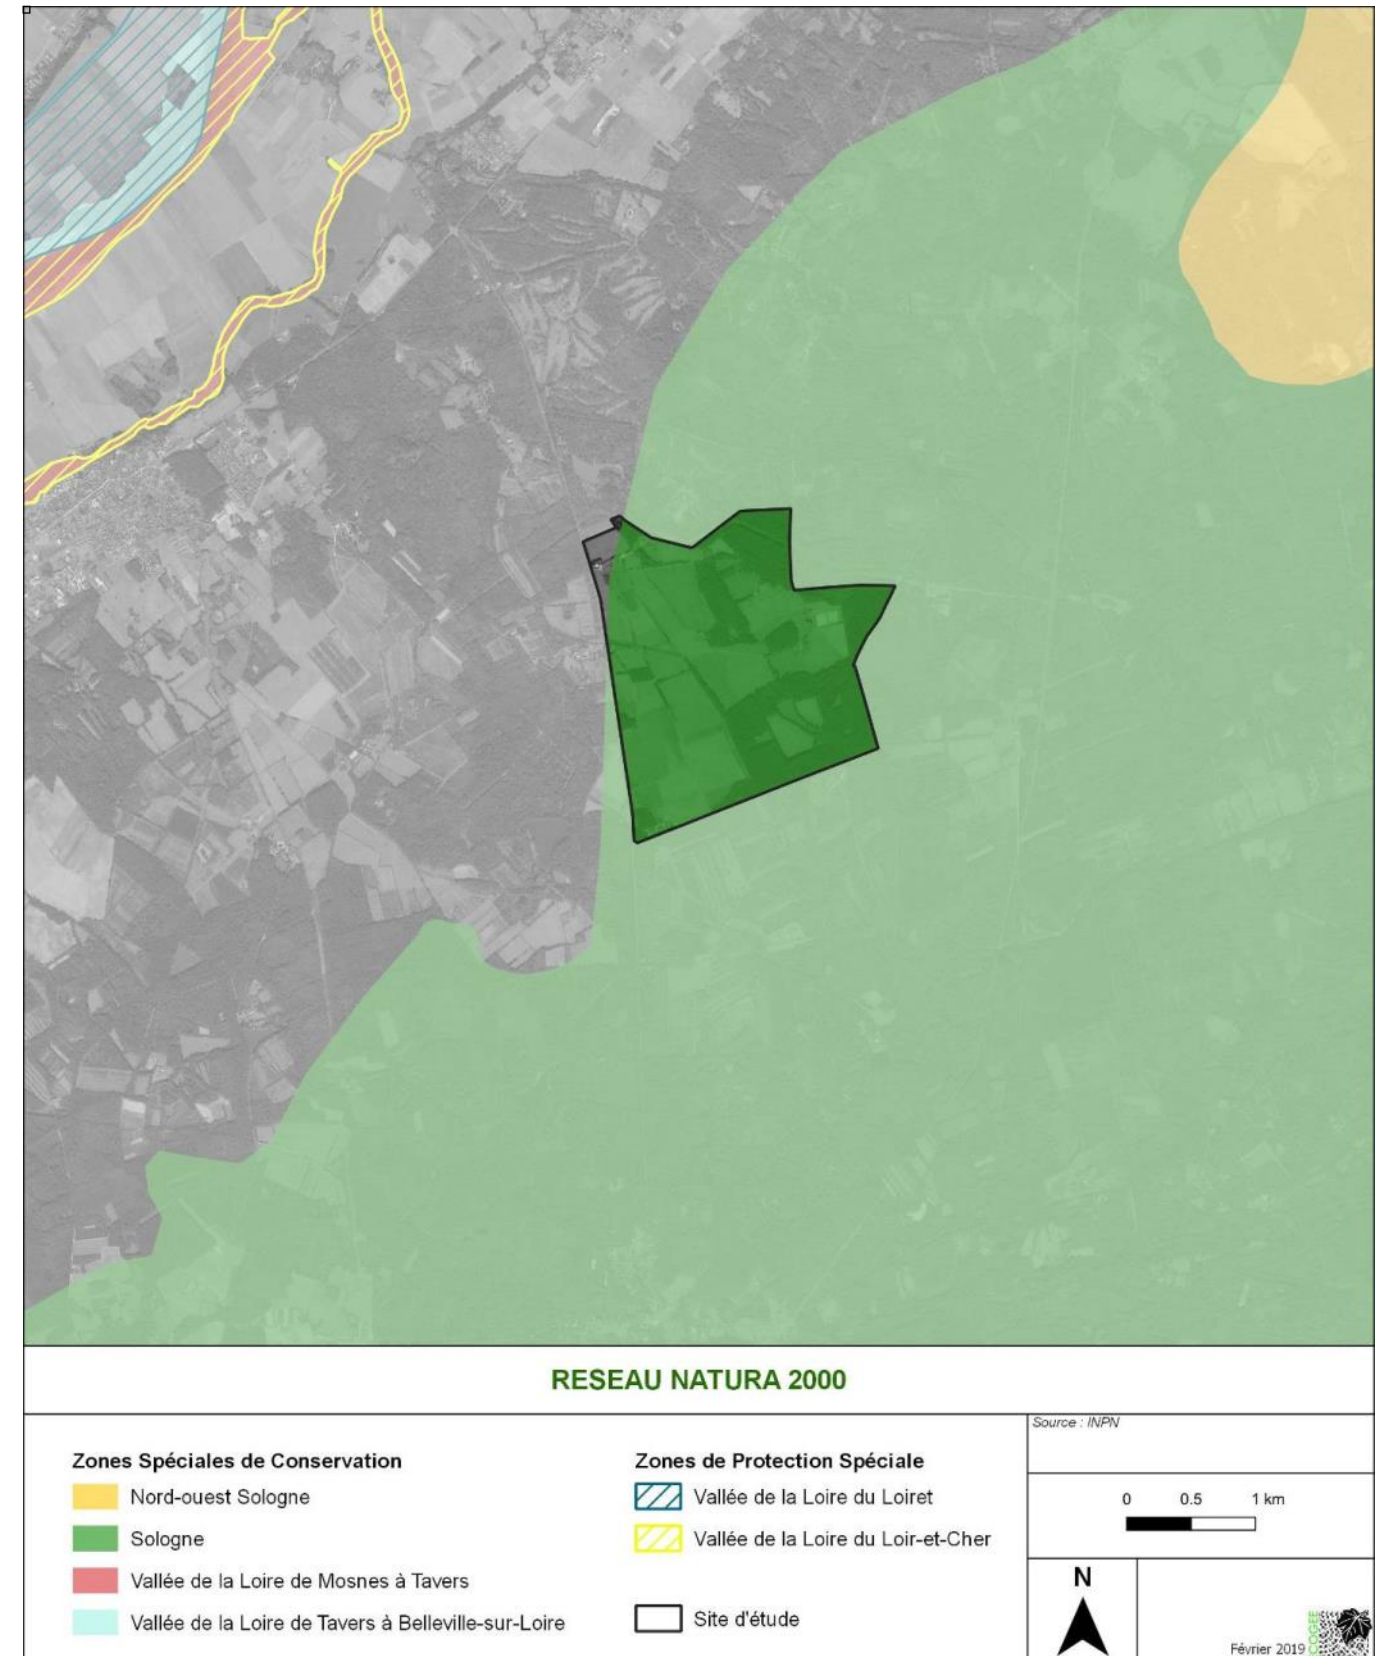 RESEAU NATURA 2000
Source : INPN
Zones Spéciales de Conservation
Nord-ouest Sologne
Sologne
Vallée de la Loire de Mosnes à Tavers
Vallée de la Loire de Tavers à Belleville-sur-Loire
Zones de Protection Spéciale
Vallée de la Loire du Loiret
Vallée de la Loire du Loir-et-Cher
Site d'étude
0 0.5 1 km
N
Février 2019
COGEE